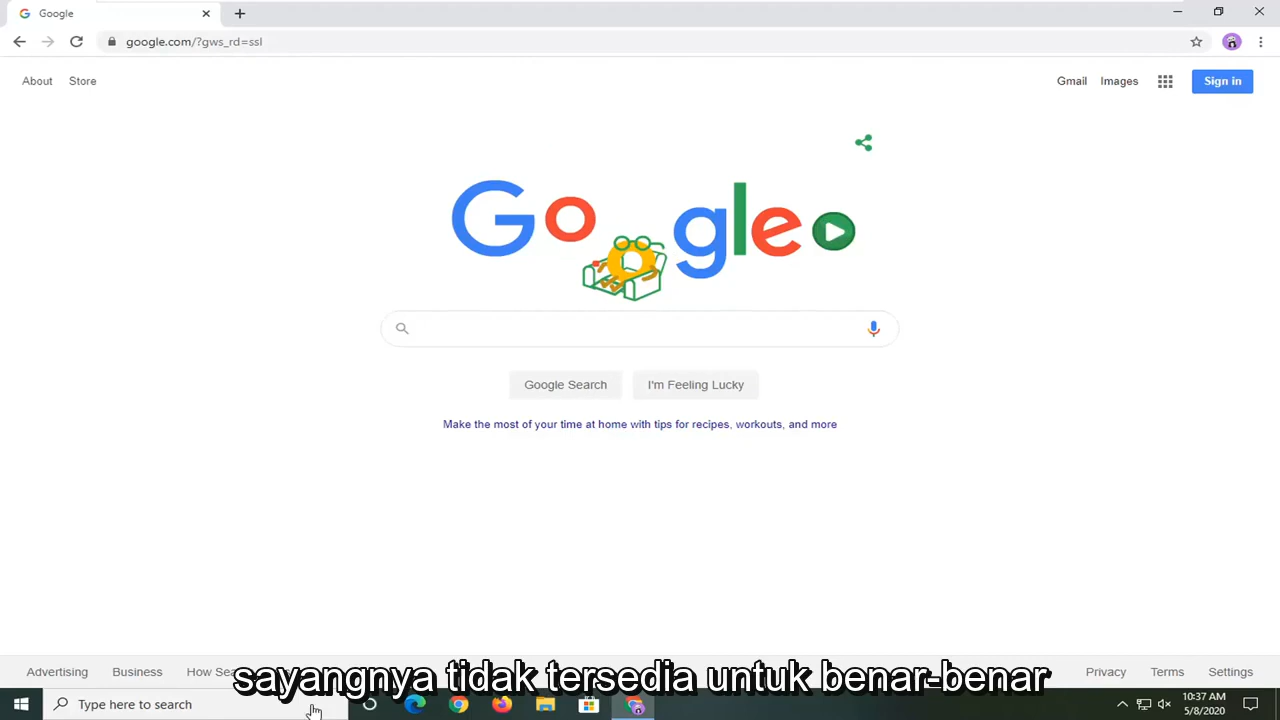 Google
google.com/?gws_rd=ssl
About Store
Gmail Images Sign in
Google
Google Search I'm Feeling Lucky
Make the most of your time at home with tips for recipes, workouts, and more
Advertising Business How Sea
Privacy Terms Settings
sayangnya tidak tersedia untuk benar-benar
Type here to search
10:37 AM
5/8/2020